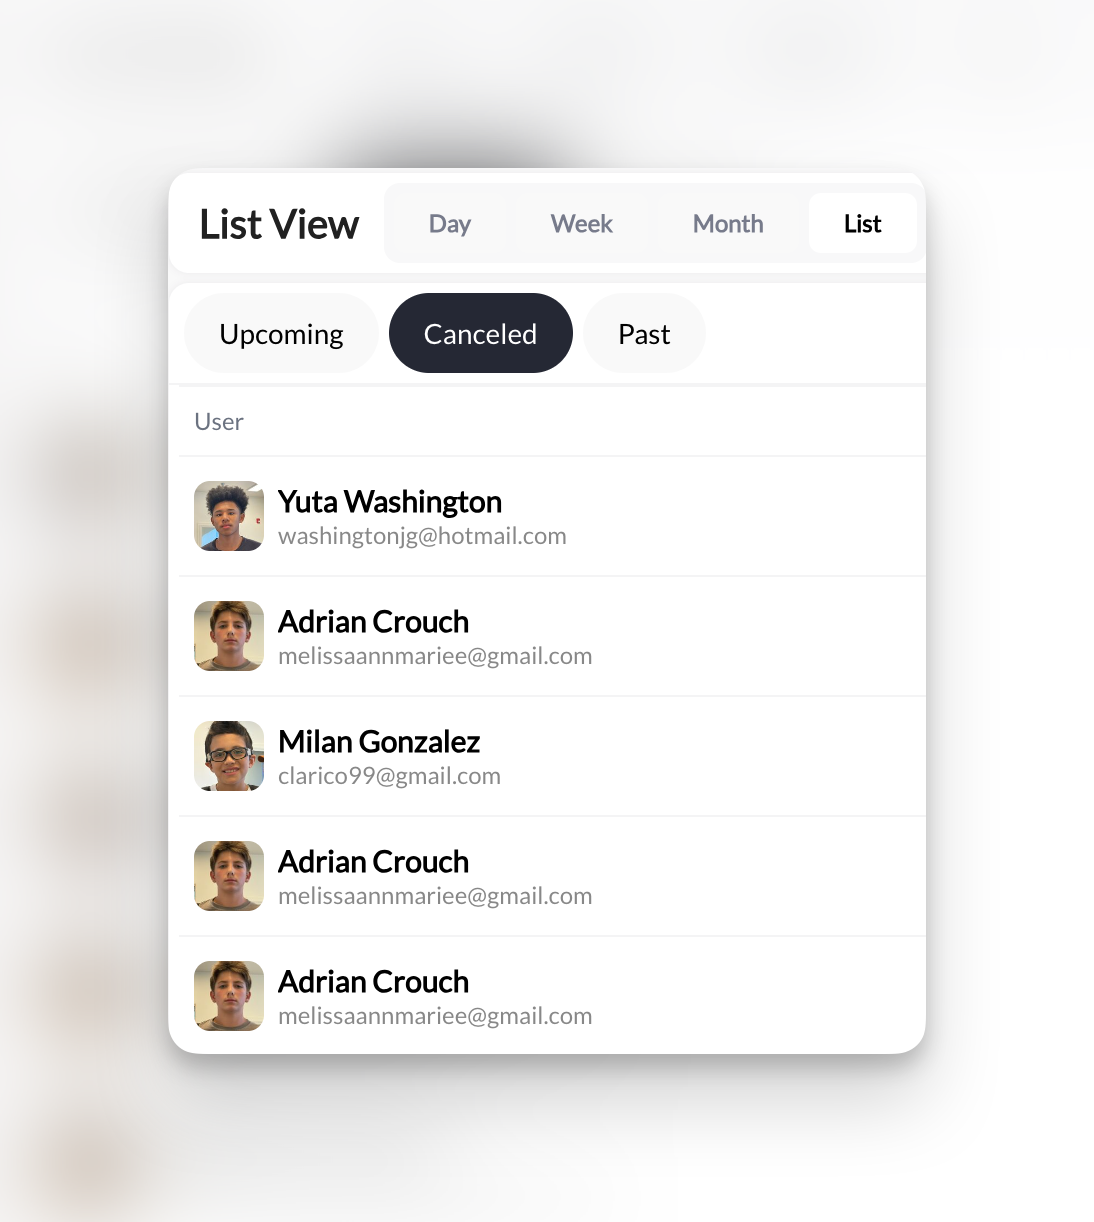 List View Day Week Month List
Upcoming Canceled Past
User
Yuta Washington
washingtonjg@hotmail.com
Adrian Crouch
melissaannmariee@gmail.com
Milan Gonzalez
clarico99@gmail.com
Adrian Crouch
melissaannmariee@gmail.com
Adrian Crouch
melissaannmariee@gmail.com